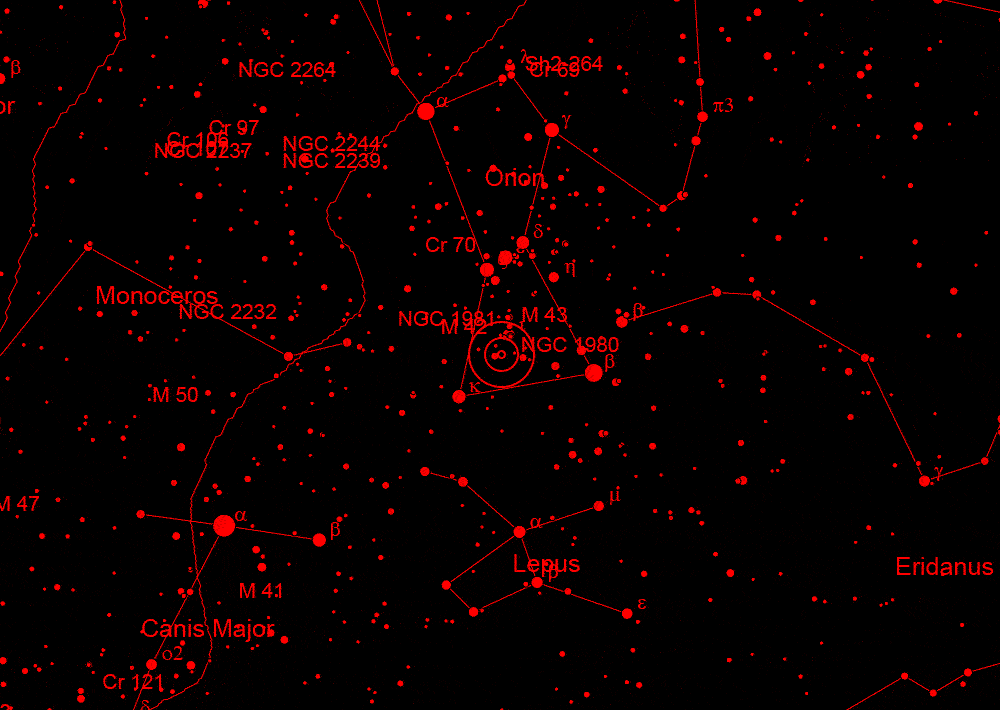 λ
Sh2-264
Cr 69
β
NGC 2264
α
π3
or
γ
Cr 97
Cr 106
NGC 2244
NGC 2237
NGC 2239
Orion
δ
Cr 70
η
Monoceros
NGC 2232
β
NGC 1981
M 43
M 42
NGC 1980
β
κ
M 50
γ
μ
M 47
α
α
β
Lepus
β
Eridanus
M 41
ε
Canis Major
ο2
Cr 121
δ